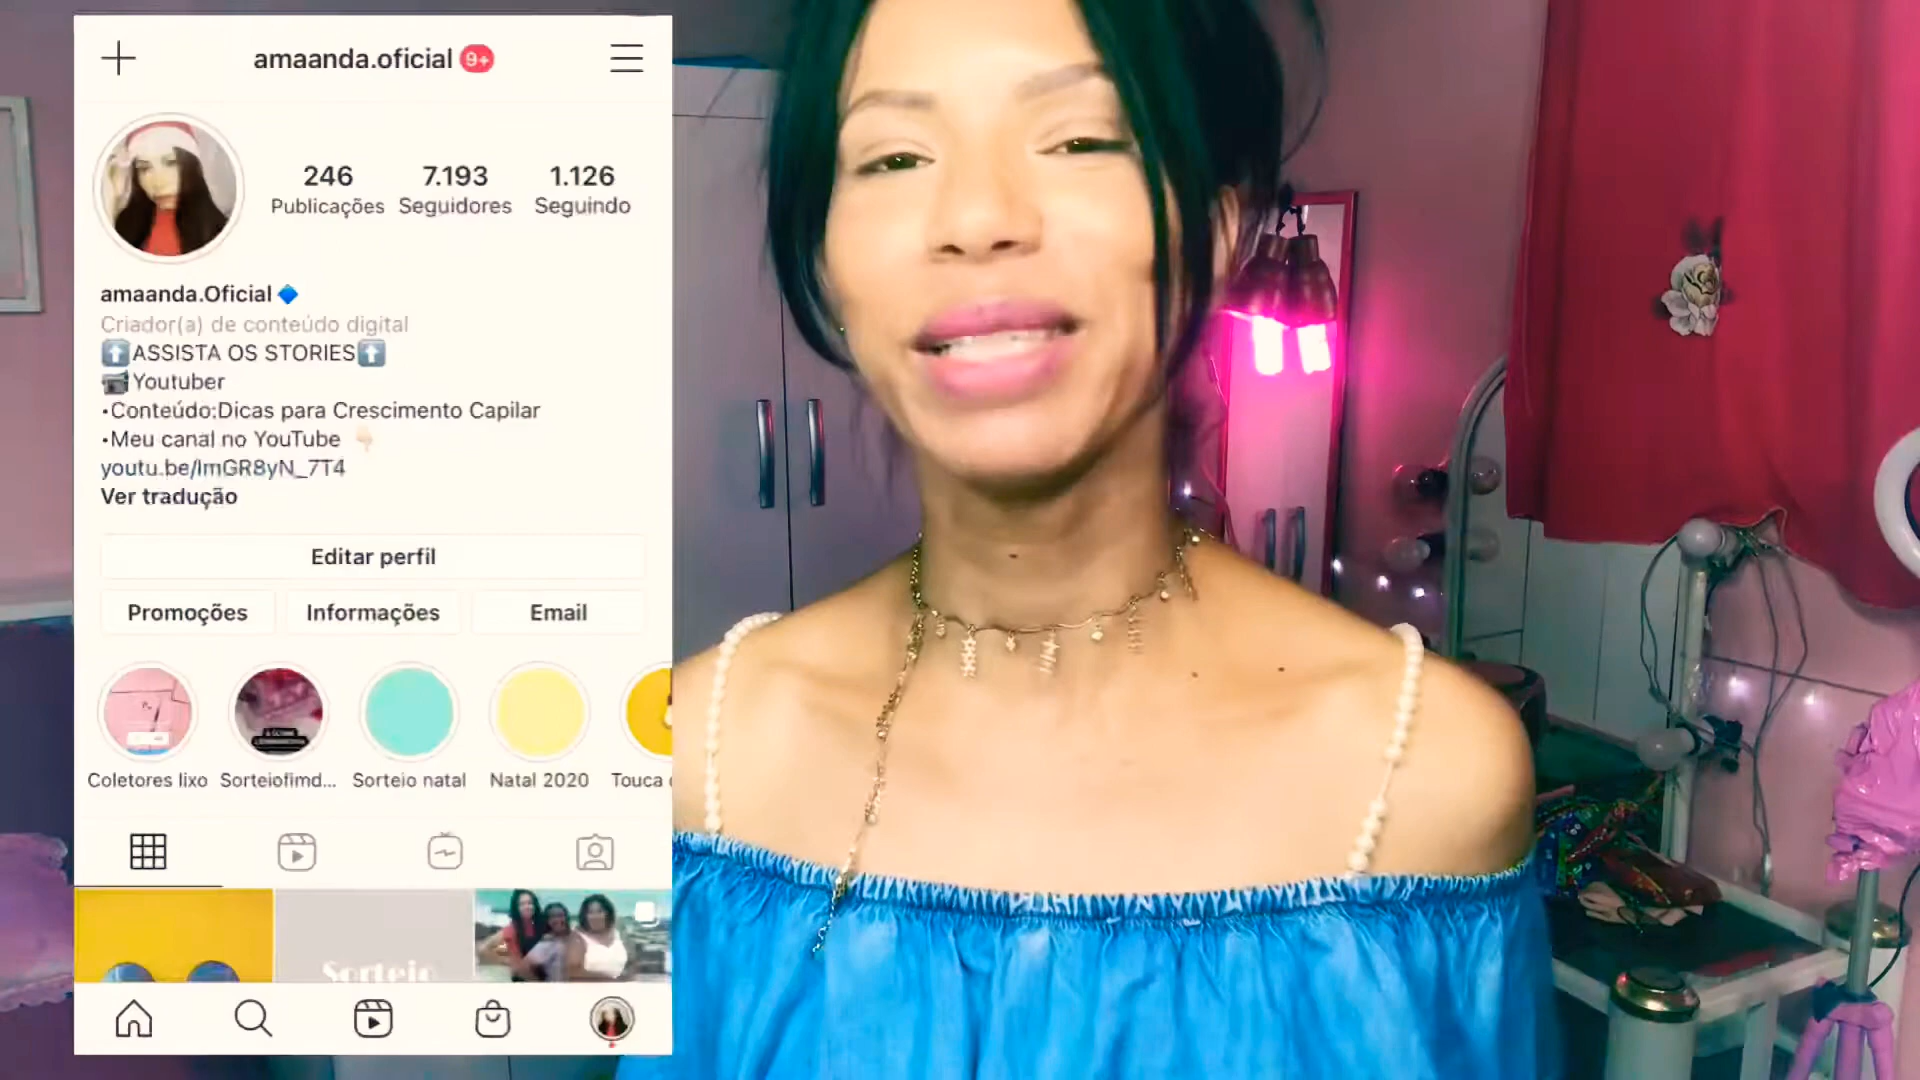 amaanda.oficial 9+
246 7.193 1.126
Publicações Seguidores Seguindo
amaanda.Oficial
Criador(a) de conteúdo digital
ASSISTA OS STORIES
Youtuber
•Conteúdo:Dicas para Crescimento Capilar
•Meu canal no YouTube
youtu.be/ImGR8yN_7T4
Ver tradução
Editar perfil
Promoções Informações Email
Coletores lixo Sorteiofimd... Sorteio natal Natal 2020 Touca
Sorteio